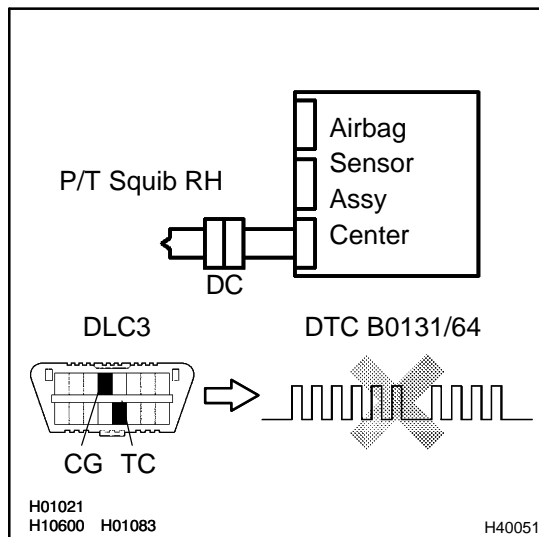 Airbag
Sensor
Assy
Center
P/T Squib RH
DC
DLC3
DTC B0131/64
CG TC
H01021
H10600 H01083
H40051